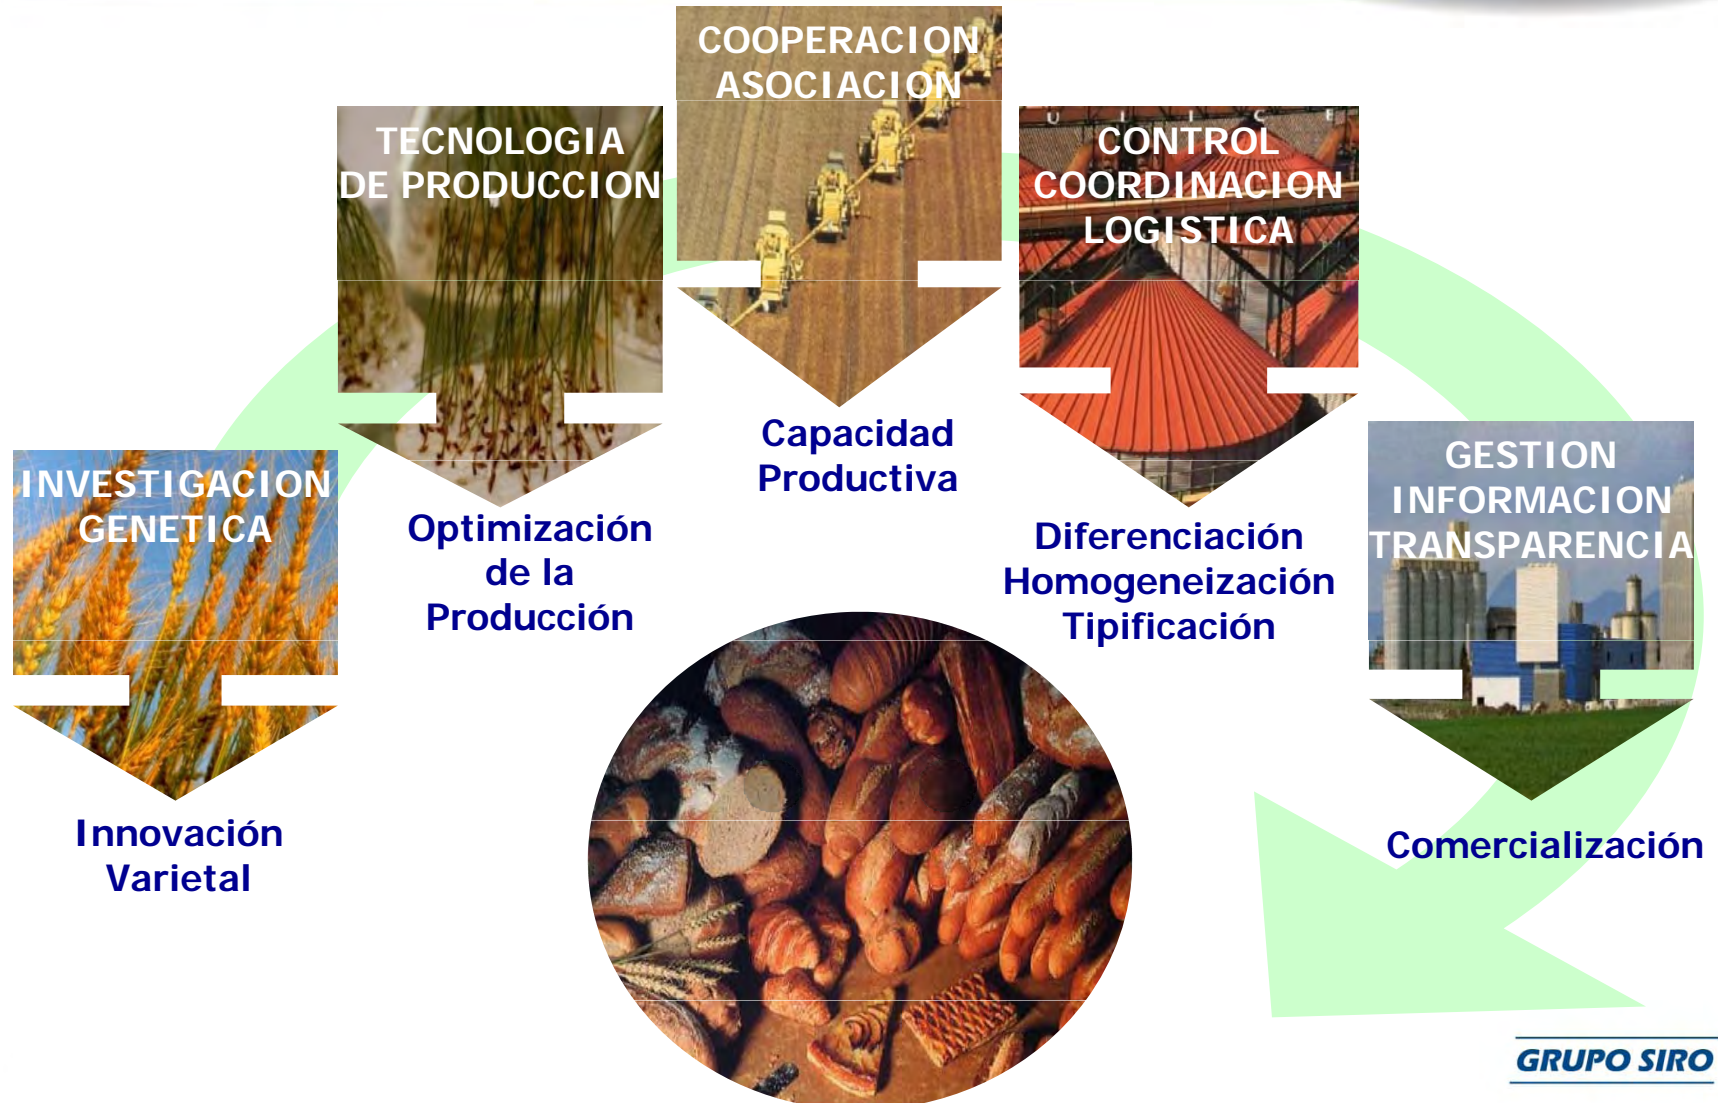 COOPERACION
ASOCIACION
TECNOLOGIA
DE PRODUCCION
CONTROL
COORDINACION
LOGISTICA
Capacidad
Productiva
GESTION
INFORMACION
TRANSPARENCIA
INVESTIGACION
GENETICA
Optimización
de la
Producción
Diferenciación
Homogeneización
Tipificación
Innovación
Varietal
Comercialización
GRUPO SIRO